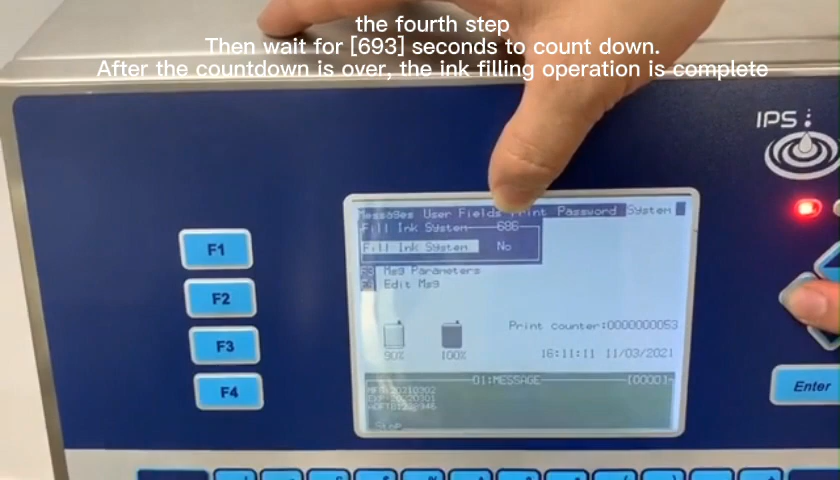 the fourth step
Then wait for [693] seconds to count down.
After the countdown is over, the ink filling operation is complete
IPS
Messages User Fields Print Password System
Fill Ink System 686
Fill Ink System No
Msg Parameters
Edit Msg
Print counter:0000000053
90% 100%
16:11:11 11/03/2021
01:MESSAGE [0000]
F1
F2
F3
F4
Enter